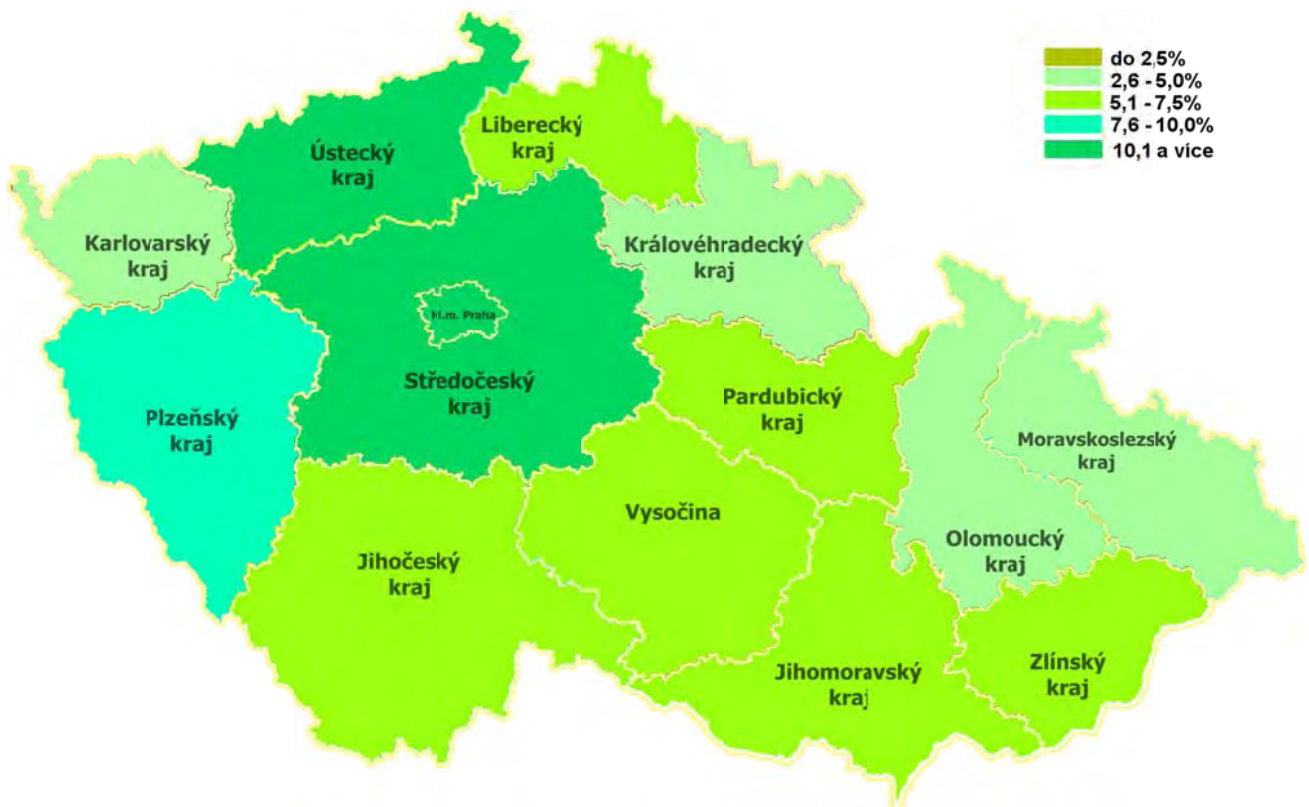 do 2,5%
2,6 - 5,0%
5,1 - 7,5%
7,6 - 10,0%
10,1 a více
Liberecký
kraj
Ústecký
kraj
Karlovarský
kraj
Královéhradecký
kraj
Hl.m. Praha
Středočeský
kraj
Pardubický
kraj
Plzeňský
kraj
Moravskoslezský
kraj
Vysočina
Olomoucký
kraj
Jihočeský
kraj
Jihomoravský
kraj
Zlínský
kraj